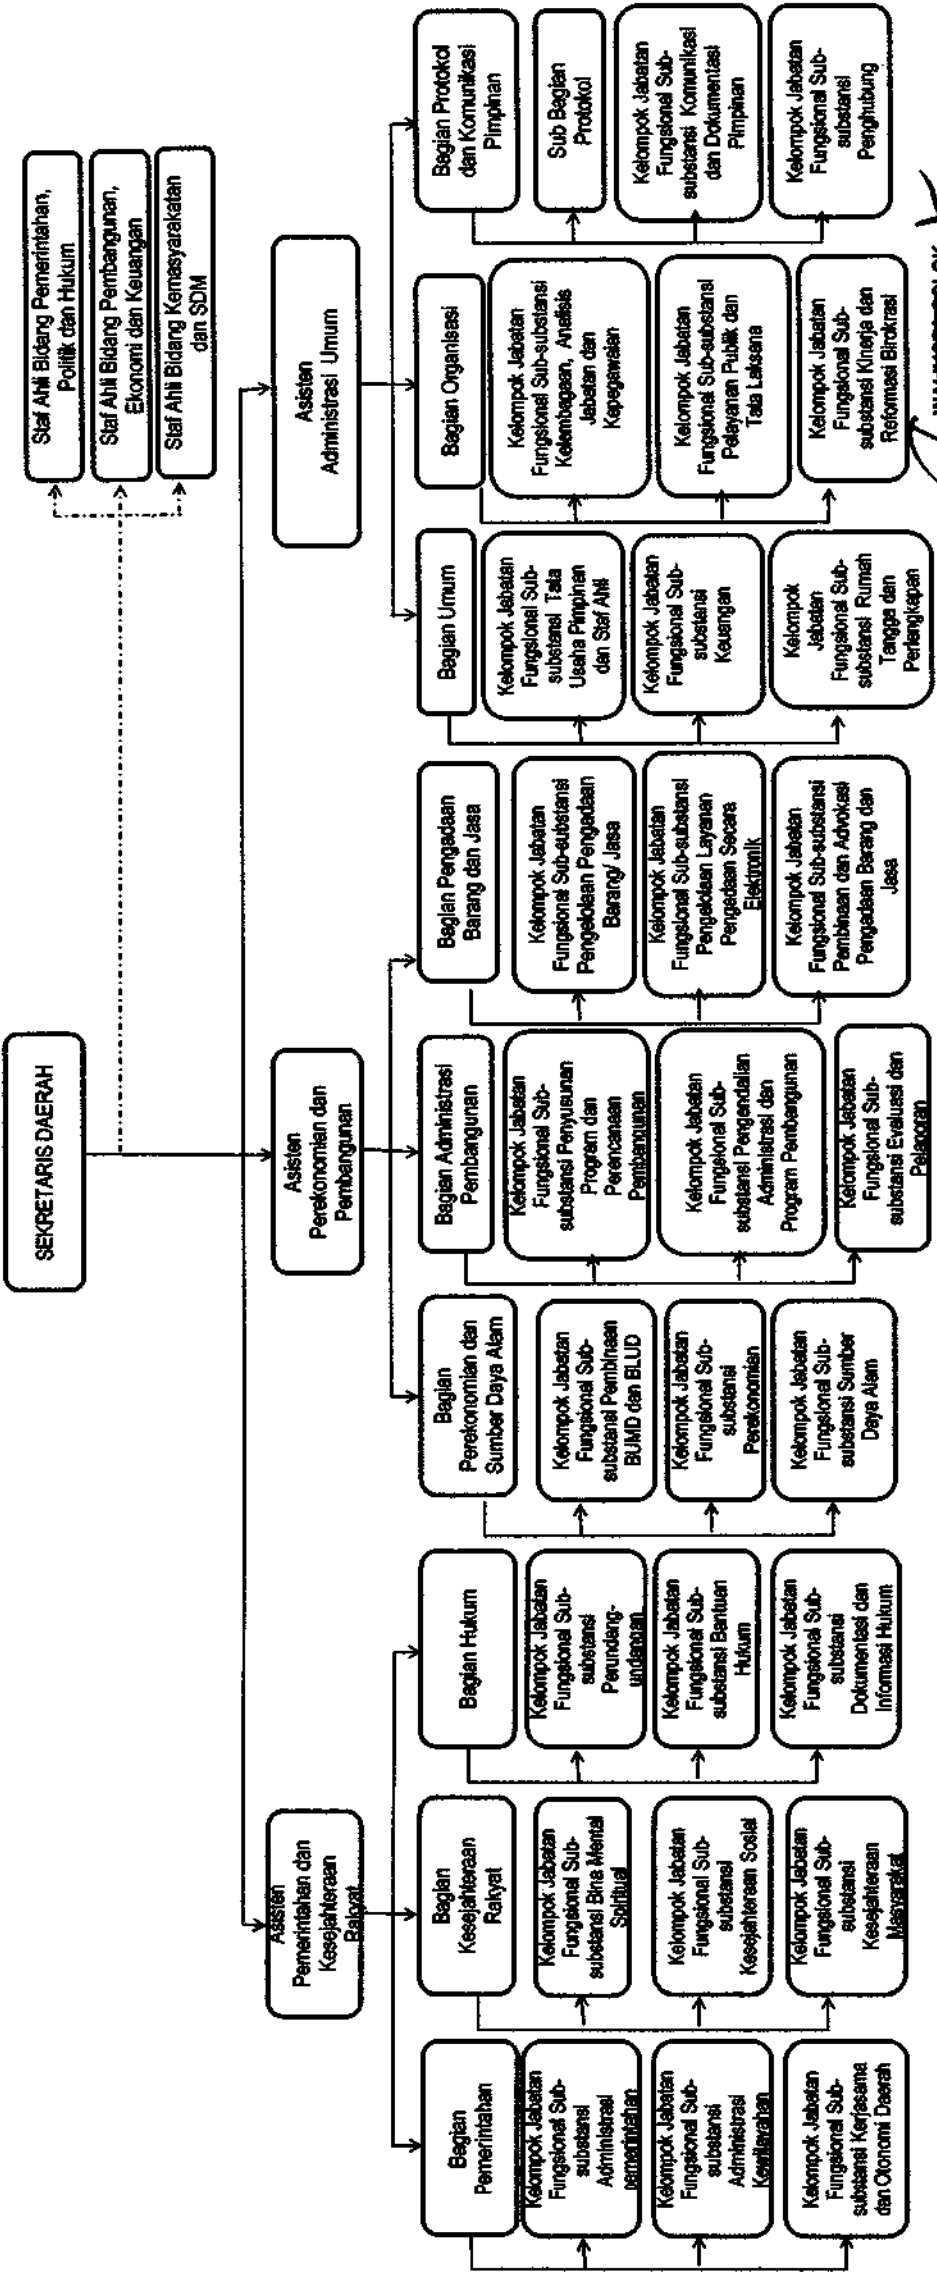 SEKRETARIS DAERAH
Staf Ahli Bidang Pemerintahan,
Politik dan Hukum
Staf Ahli Bidang Pembangunan,
Ekonomi dan Keuangan
Staf Ahli Bidang Kemasyarakatan
dan SDM
Asisten
Pemerintahan dan
Kesejahteraan
Rakyat
Asisten
Perekonomian dan
Pembangunan
Asisten
Administrasi Umum
Bagian
Pemerintahan
Kelompok Jabatan
Fungsional Sub-
substansi
Administrasi
pemerintahan
Kelompok Jabatan
Fungsional Sub-
substansi
Administrasi
Kewilayahan
Kelompok Jabatan
Fungsional Sub-
substansi Kerjasama
dan Otonomi Daerah
Bagian
Kesejahteraan
Rakyat
Kelompok Jabatan
Fungsional Sub-
substansi Bina Mental
Spiritual
Kelompok Jabatan
Fungsional Sub-
substansi
Kesejahteraan Sosial
Kelompok Jabatan
Fungsional Sub-
substansi
Kesejahteraan
Masyarakat
Bagian Hukum
Kelompok Jabatan
Fungsional Sub-
substansi
Perundang-
undangan
Kelompok Jabatan
Fungsional Sub-
substansi Bantuan
Hukum
Kelompok Jabatan
Fungsional Sub-
substansi
Dokumentasi dan
Informasi Hukum
Bagian
Perekonomian dan
Sumber Daya Alam
Kelompok Jabatan
Fungsional Sub-
substansi Pembinaan
BUMD dan BLUD
Kelompok Jabatan
Fungsional Sub-
substansi
Perekonomian
Kelompok Jabatan
Fungsional Sub-
substansi Sumber
Daya Alam
Bagian Administrasi
Pembangunan
Kelompok Jabatan
Fungsional Sub-
substansi Penyusunan
Program dan
Perencanaan
Pembangunan
Kelompok Jabatan
Fungsional Sub-
substansi Pengendalian
Administrasi dan
Program Pembangunan
Kelompok Jabatan
Fungsional Sub-
substansi Evaluasi dan
Pelaporan
Bagian Pengadaan
Barang dan Jasa
Kelompok Jabatan
Fungsional Sub-substansi
Pengelolaan Pengadaan
Barang/ Jasa
Kelompok Jabatan
Fungsional Sub-substansi
Pengelolaan Layanan
Pengadaan Secara
Elektronik
Kelompok Jabatan
Fungsional Sub-substansi
Pembinaan dan Advokasi
Pengadaan Barang dan
Jasa
Bagian Umum
Kelompok Jabatan
Fungsional Sub-
substansi Tata
Usaha Pimpinan
dan Staf Ahli
Kelompok Jabatan
Fungsional Sub-
substansi
Keuangan
Kelompok
Jabatan
Fungsional Sub-
substansi Rumah
Tangga dan
Perlengkapan
Bagian Organisasi
Kelompok Jabatan
Fungsional Sub-substansi
Kelembagaan, Analisis
Jabatan dan
Kepegawaian
Kelompok Jabatan
Fungsional Sub-substansi
Pelayanan Publik dan
Tata Laksana
Kelompok Jabatan
Fungsional Sub-
substansi Kinerja dan
Reformasi Birokrasi
Bagian Protokol
dan Komunikasi
Pimpinan
Sub Bagian
Protokol
Kelompok Jabatan
Fungsional Sub-
substansi Komunikasi
dan Dokumentasi
Pimpinan
Kelompok Jabatan
Fungsional Sub-
substansi
Penghubung